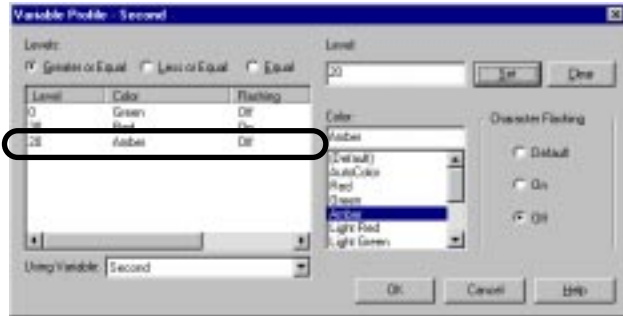 Variable Profile - Second
Levels:
Greater or Equal
Less or Equal
Equal
Level Color Flashing
0 Green Off
Red On
20 Amber Off
Using Variable: Second
Level:
20
Set
Clear
Color:
Amber
(Default)
AutoColor
Red
Green
Amber
Light Red
Light Green
Character Flashing
Default
On
Off
OK
Cancel
Help